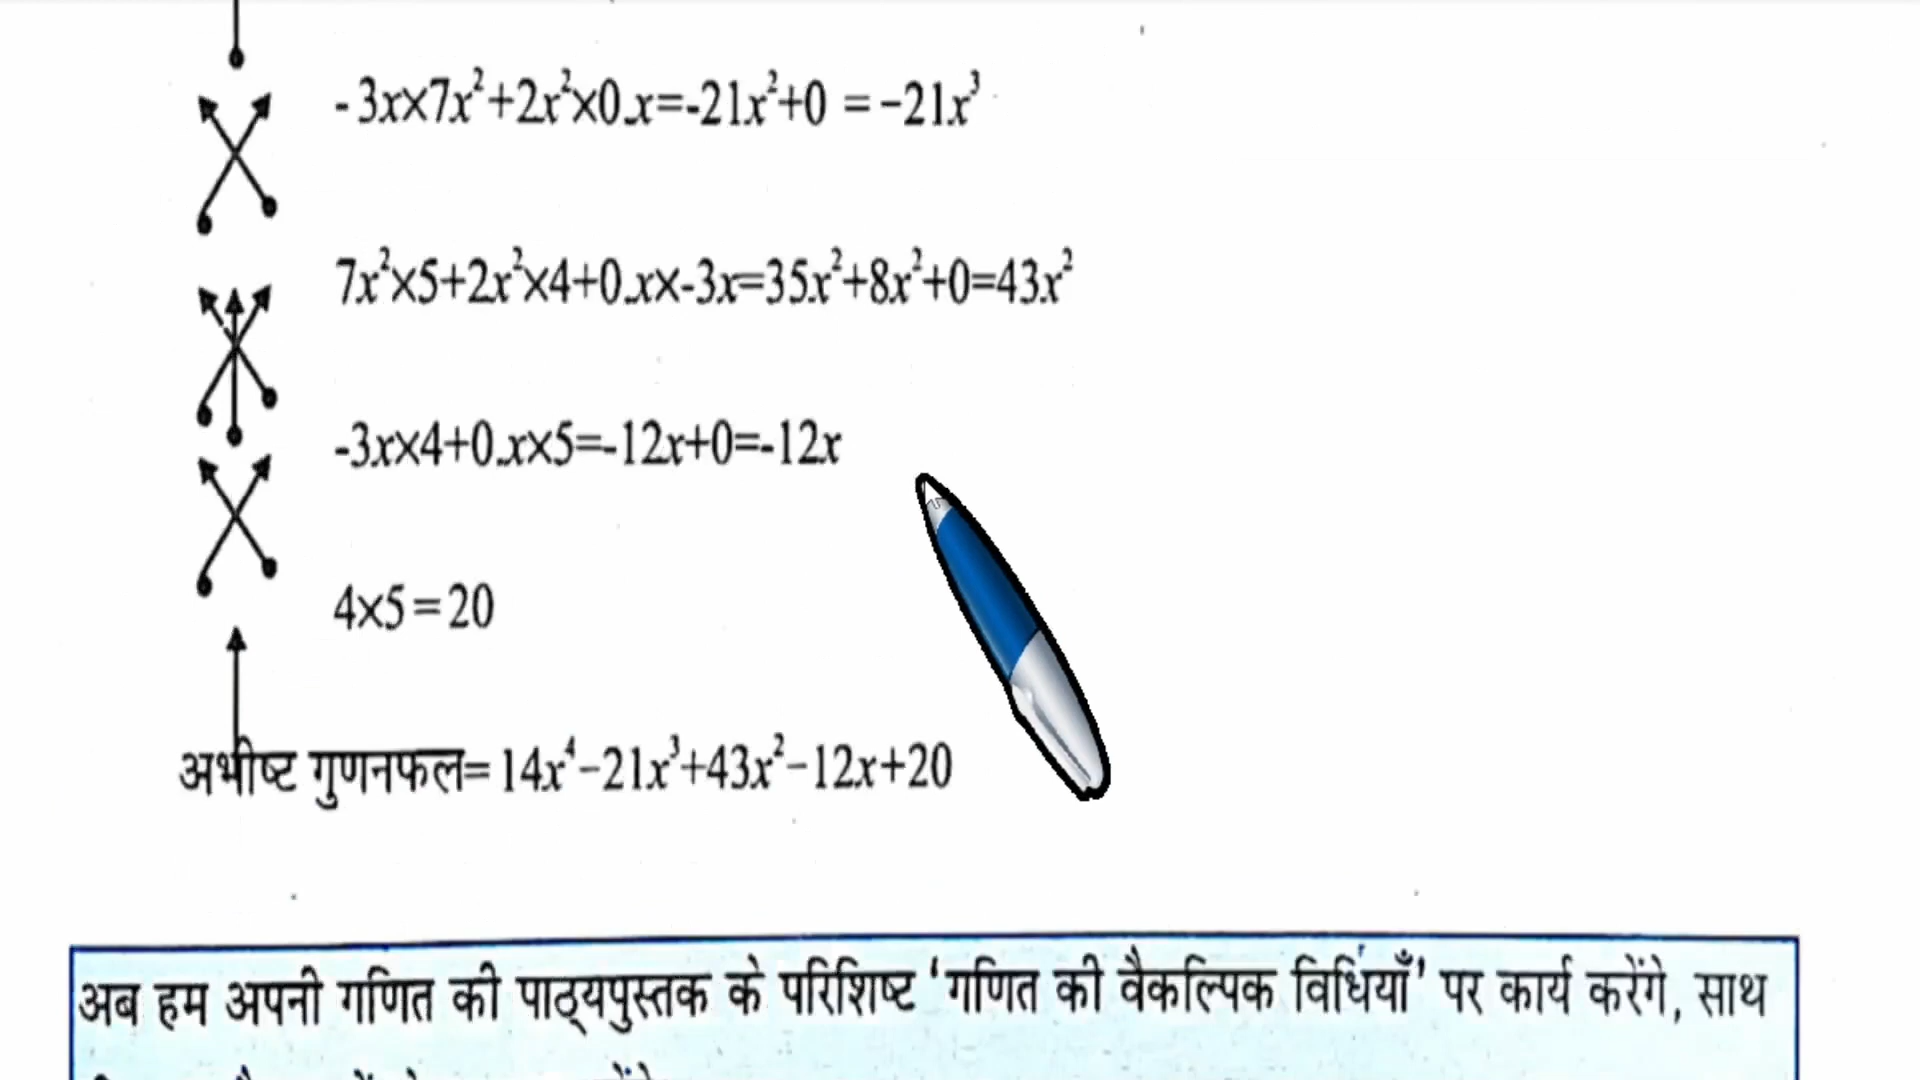 -3x×7x²+2x²×0.x=-21x²+0 =−21x³
7x²×5+2x²×4+0.x×-3x=35x²+8x²+0=43x²
-3x×4+0.x×5=-12x+0=-12x
4×5=20
अभीष्ट गुणनफल=14x⁴−21x³+43x²−12x+20
अब हम अपनी गणित की पाठ्यपुस्तक के परिशिष्ट 'गणित की वैकल्पिक विधियाँ' पर कार्य करेंगे, साथ